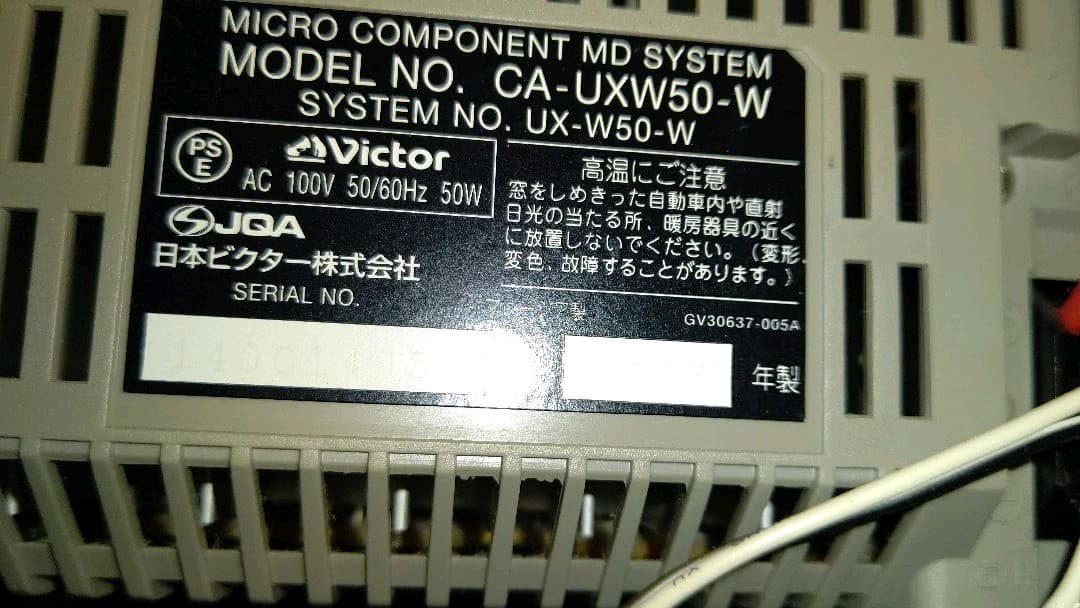 MICRO COMPONENT MD SYSTEM
MODEL NO. CA-UXW50-W
SYSTEM NO. UX-W50-W
PS
E
Victor
AC 100V 50/60Hz 50W
JQA
日本ビクター株式会社
SERIAL NO.
高温にご注意
窓をしめきった自動車内や直射
日光の当たる所、暖房器具の近く
に放置しないでください。（変形、
変色、故障することがあります。）
製
GV30637-005A
年製